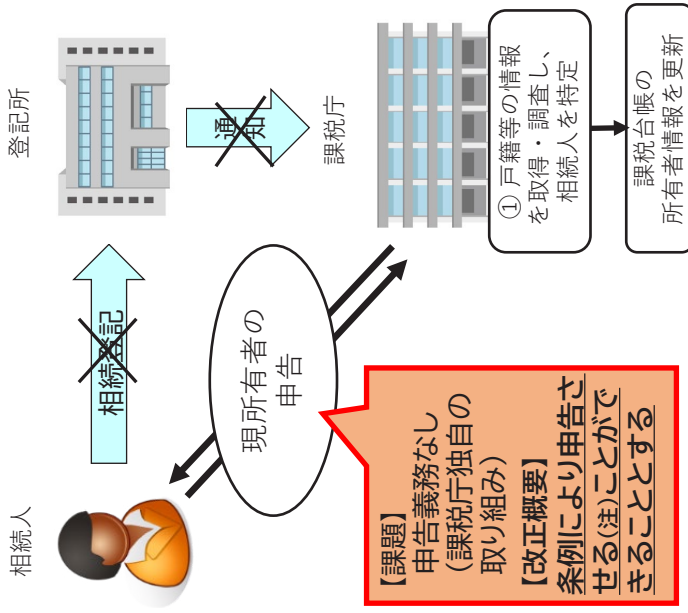 相続人
相続登記
登記所
通知
課税庁
現所有者の
申告
① 戸籍等の情報
を取得・調査し、
相続人を特定
課税台帳の
所有者情報を更新
【課題】
申告義務なし
(課税庁独自の
取り組み)
【改正概要】
条例により申告さ
せる(注)ことがで
きることとする